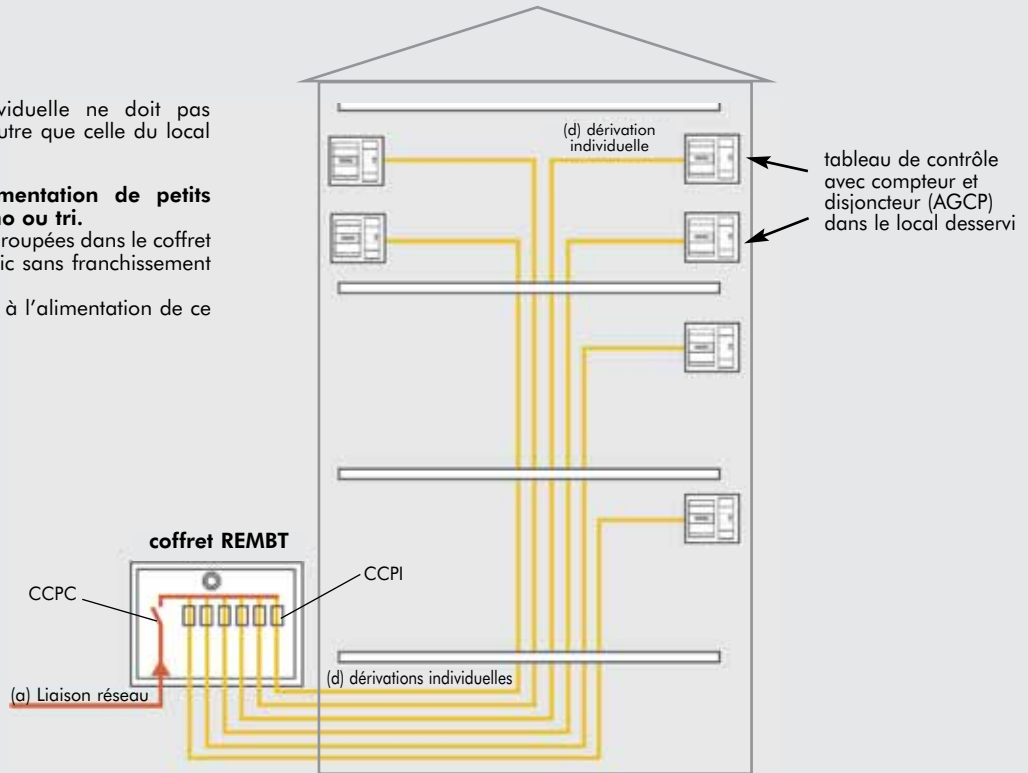 viduelle ne doit pas
utre que celle du local
mentation de petits
no ou tri.
roupées dans le coffret
ic sans franchissement
à l'alimentation de ce
(d) dérivation
individuelle
tableau de contrôle
avec compteur et
disjoncteur (AGCP)
dans le local desservi
coffret REMBT
CCPC
CCPI
(a) Liaison réseau
(d) dérivations individuelles